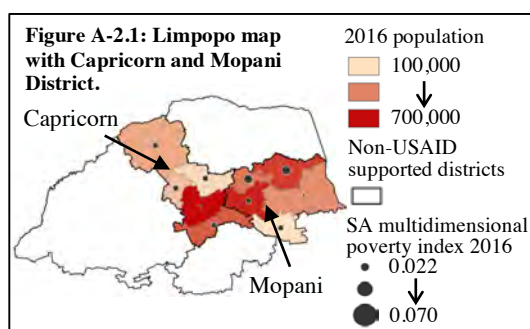 Figure A-2.1: Limpopo map
with Capricorn and Mopani
District.
Capricorn
Mopani
2016 population
100,000
700,000
Non-USAID
supported districts
SA multidimensional
poverty index 2016
0.022
0.070